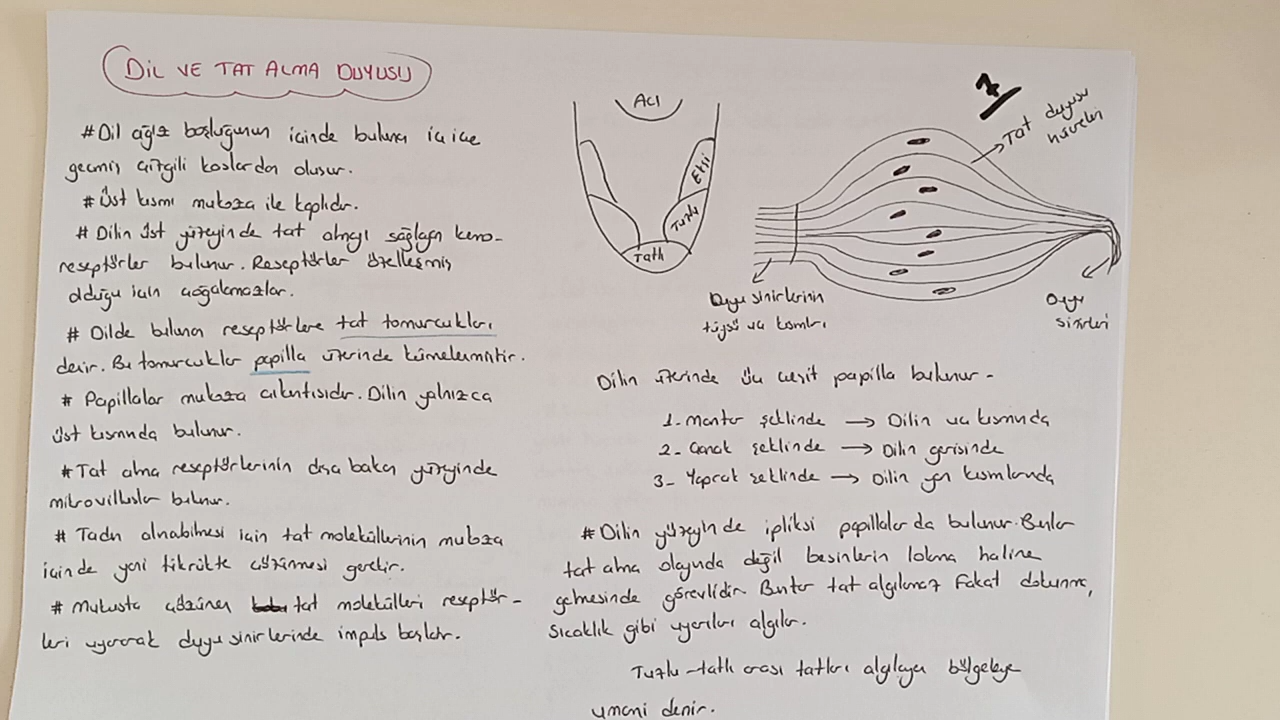 DİL VE TAT ALMA DUYUSU
#Dil ağız boşluğunun içinde bulunan iç içe
geçmiş çizgili kaslardan oluşur.
# Üst kısmı mukoza ile kaplıdır.
# Dilin üst yüzeyinde tat almayı sağlayan kemo-
reseptörler bulunur. Reseptörler özelleşmiş
olduğu için çoğalamazlar.
# Dilde bulunan reseptörlere tat tomurcukları
denir. Bu tomurcuklar papilla üzerinde kümelenmiştir.
# Papillalar mukoza çıkıntısıdır. Dilin yalnızca
üst kısmında bulunur.
#Tat alma reseptörlerinin dışa bakan yüzeyinde
mikrovilluslar bulunur.
# Tadın alınabilmesi için tat moleküllerinin mukoza
içinde yani tükrükte çözünmesi gerekir.
# Mukusta çözünen tat molekülleri reseptör-
leri uyararak duyu sinirlerinde impuls başlatır.
ACI
Ekşi
Tuzlu
Tatlı
7
Tat duyusu
hücreleri
Duyu sinirlerinin
tüysü uç kısmları
Duyu
sinirleri
Dilin üzerinde üç çeşit papilla bulunur -
1- Mantar şeklinde → Dilin uç kısmında
2- Çanak şeklinde → Dilin gerisinde
3- Yaprak şeklinde → Dilin yan kısımlarında
# Dilin yüzeyinde ipliksi papillalar da bulunur. Bunlar
tat alma olayında değil besinlerin lokma haline
gelmesinde görevlidir. Bunlar tat algılamaz Fakat dokunma,
Sıcaklık gibi uyarıları algılar.
Tuzlu-tatlı arası tatları algılayan bölgeye
umami denir.